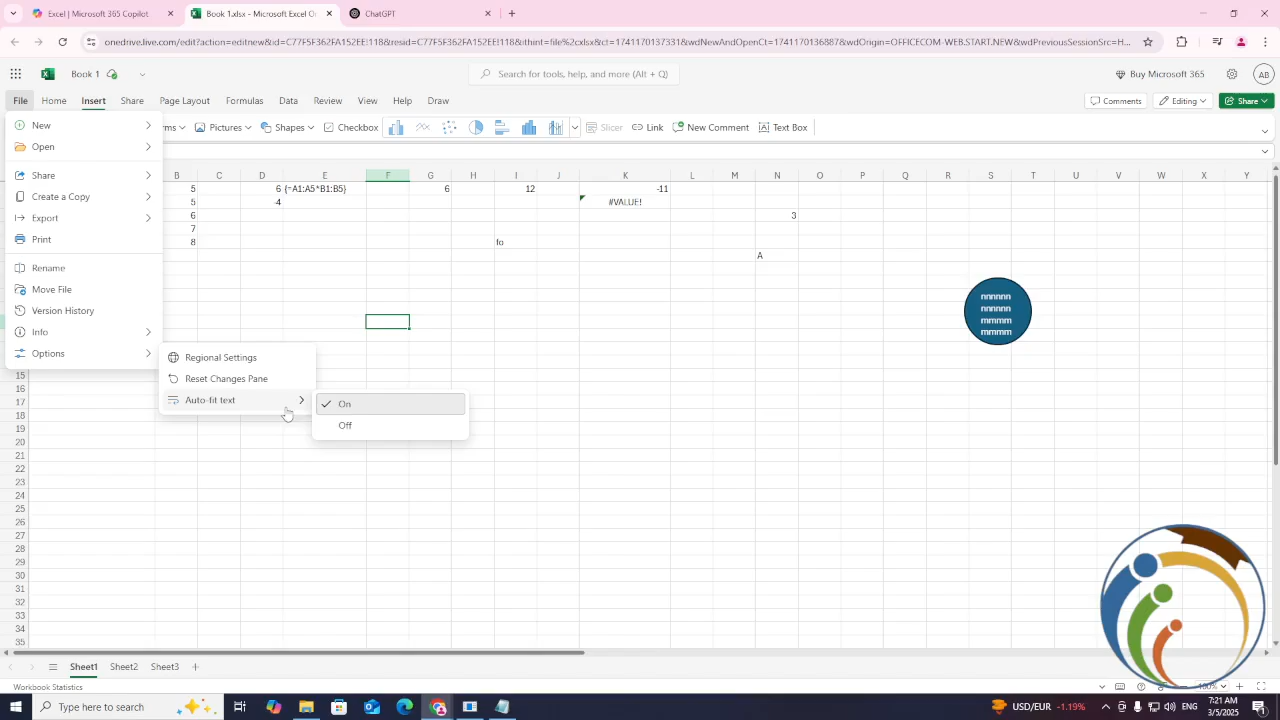 Excel | Microsoft 365 Copilot
Book 1.xlsx - Microsoft Excel O
ChatGPT
onedrive.live.com/edit?action=editnew&id=C77F5F362FA152EE!118&resid=C77F5F362FA152EE!118&ithint=file%2cxlsx&ct=1741170137331&wdNewAndOpenCt=1741170136887&wdOrigin=OFFICECOM-WEB.START.NEW&wdPreviousSessionSrc=H...
Book 1
Search for tools, help, and more (Alt + Q)
Buy Microsoft 365
AB
File Home Insert Share Page Layout Formulas Data Review View Help Draw
Comments Editing Share
rms Pictures Shapes Checkbox Slicer Link New Comment Text Box
B C D E F G H I J K L M N O P Q R S T U V W X Y
5 6 {=A1:A5*B1:B5} 6 12 -11
5 -4 #VALUE!
6 3
7
8 fo
A
nnnnnn
nnnnnn
mmmm
mmmm
New
Open
Share
Create a Copy
Export
Print
Rename
Move File
Version History
Info
Options
Regional Settings
Reset Changes Pane
Auto-fit text
On
Off
15
16
17
18
19
20
21
22
23
24
25
26
27
28
29
30
31
32
33
34
35
Sheet1 Sheet2 Sheet3
Workbook Statistics
100%
Type here to search
USD/EUR -1.19%
ENG
7:21 AM
3/5/2025